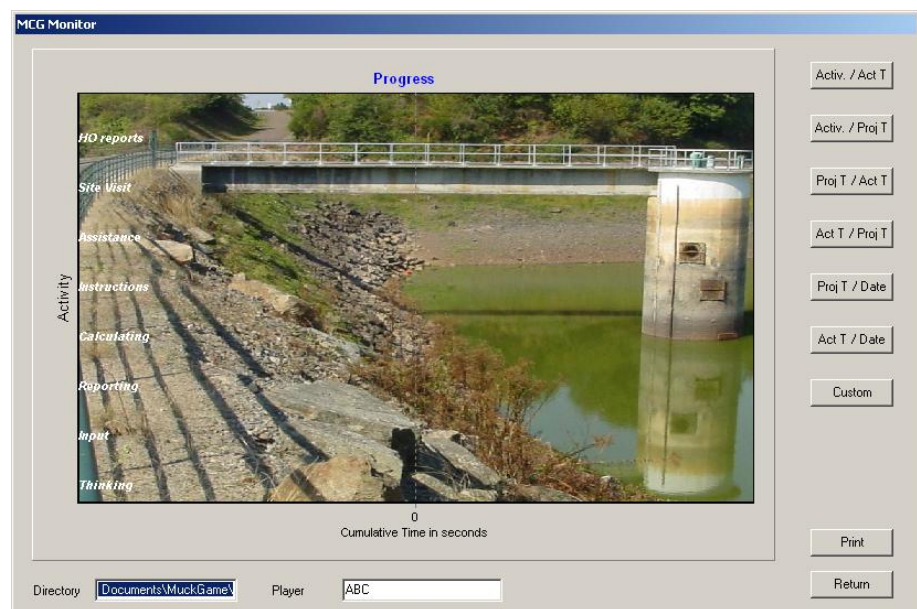 MCG Monitor
Progress
Activity
HO reports
Site Visit
Assistance
Instructions
Calculating
Reporting
Input
Thinking
0
Cumulative Time in seconds
Activ. / Act T
Activ. / Proj T
Proj T / Act T
Act T / Proj T
Proj T / Date
Act T / Date
Custom
Print
Return
Directory Documents\MuckGame\ Player ABC